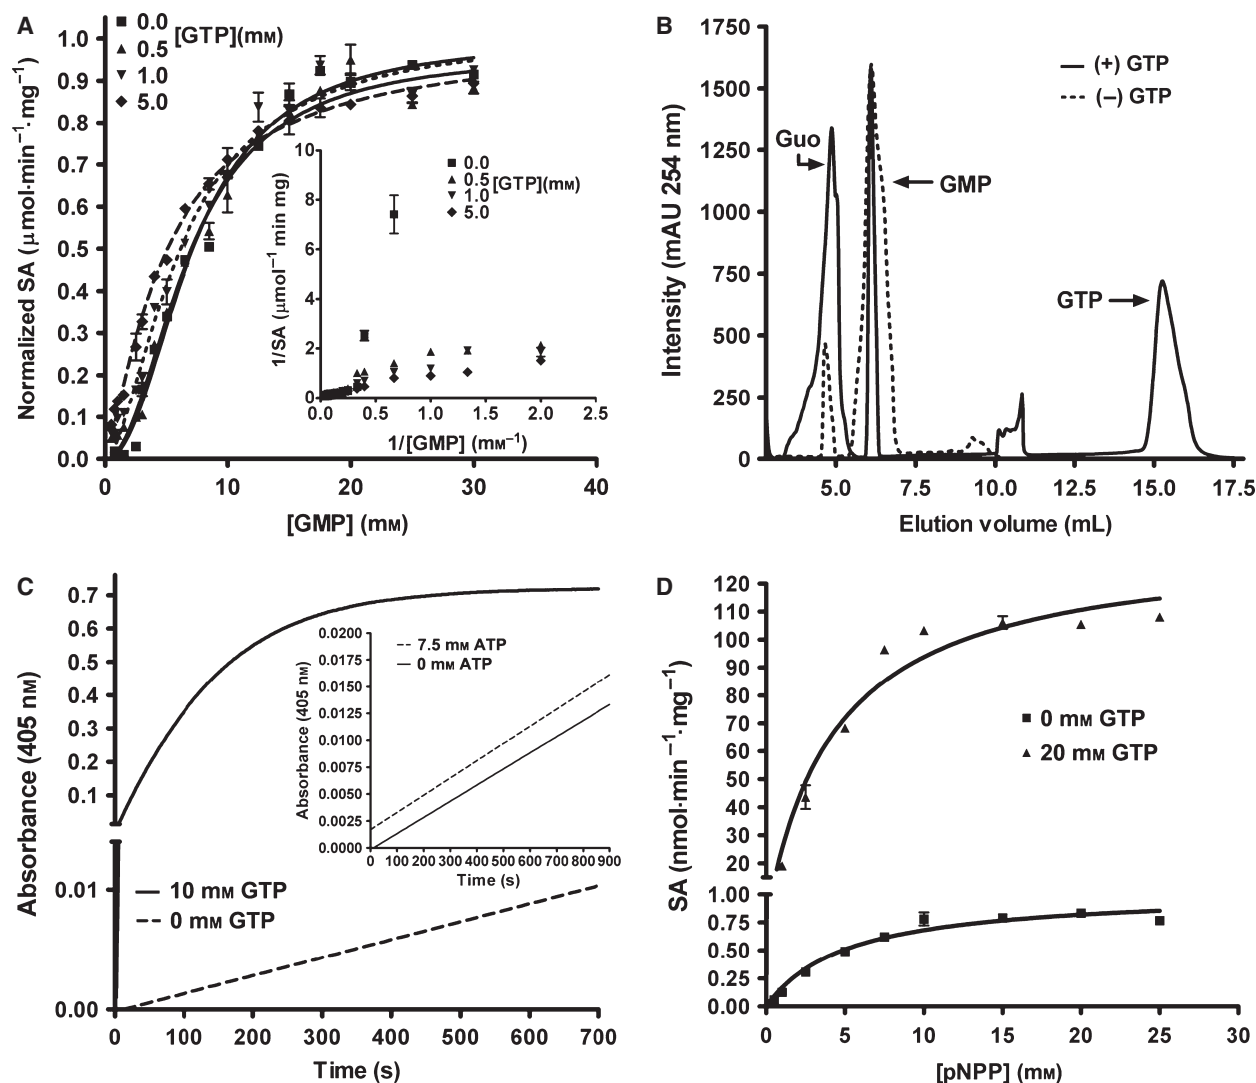 A
0.0
0.5
1.0
5.0
[GTP](mM)
Normalized SA (μmol·min⁻¹·mg⁻¹)
1.0
0.9
0.8
0.7
0.6
0.5
0.4
0.3
0.2
0.1
0.0
0 10 20 30 40
[GMP] (mM)
1/SA (μmol⁻¹ min mg)
10
8
6
4
2
0
0.0 0.5 1.0 1.5 2.0 2.5
1/[GMP] (mM⁻¹)
0.0
0.5
1.0
5.0
[GTP](mM)
B
Intensity (mAU 254 nm)
1750
1500
1250
1000
750
500
250
0
5.0 7.5 10.0 12.5 15.0 17.5
Elution volume (mL)
(+) GTP
(–) GTP
Guo
GMP
GTP
C
Absorbance (405 nM)
0.7
0.6
0.5
0.4
0.3
0.2
0.1
0.01
0.00
0 100 200 300 400 500 600 700
Time (s)
10 mM GTP
0 mM GTP
Absorbance (405 nM)
0.0200
0.0175
0.0150
0.0125
0.0100
0.0075
0.0050
0.0025
0.0000
0 100 200 300 400 500 600 700 800 900
Time (s)
7.5 mM ATP
0 mM ATP
D
SA (nmol·min⁻¹·mg⁻¹)
120
110
100
90
80
70
60
50
40
30
20
1.00
0.75
0.50
0.25
0.00
0 5 10 15 20 25 30
[pNPP] (mM)
0 mM GTP
20 mM GTP